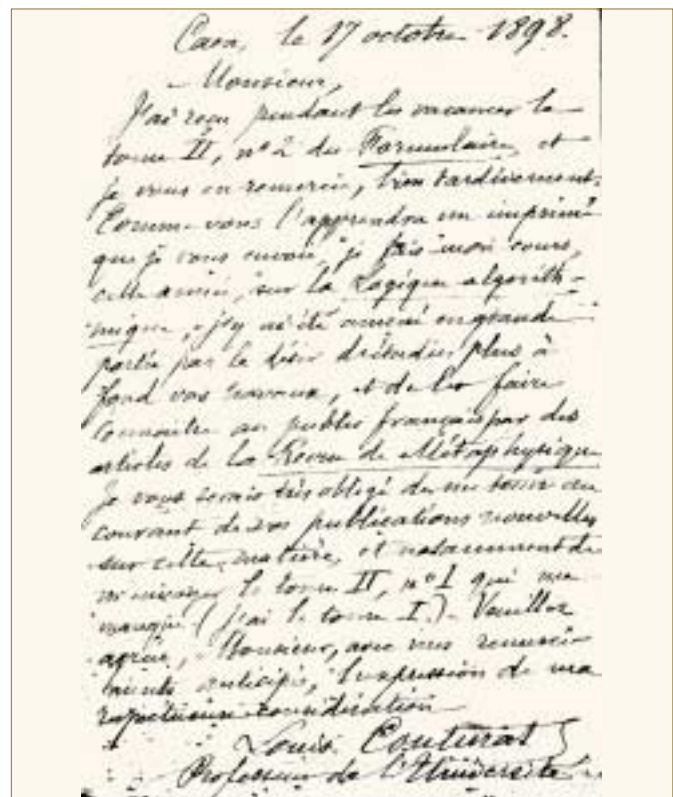 Caen, le 17 octobre 1898.
Monsieur,
J'ai reçu pendant les vacances le
tome II, nº 2 du Formulaire, et
je vous en remercie, bien tardivement.
Comme vous l'apprendra un imprimé
que je vous envoie, je fais mon cours,
cette année, sur la Logique algorith-
mique, j'y ai été amené en grande
partie par le désir d'étudier plus à
fond vos travaux, et de les faire
connaître au public français par des
articles de la Revue de Métaphysique
Je vous serais très obligé de me tenir au
courant de vos publications nouvelles
sur cette matière, et notamment de
m'envoyer le tome II, nº 1 qui me
manque (j'ai le tome I.). Veuillez
agréer, Monsieur, avec mes remercie-
ments anticipés, l'expression de ma
respectueuse considération
Louis Couturat
Professeur de l'Université